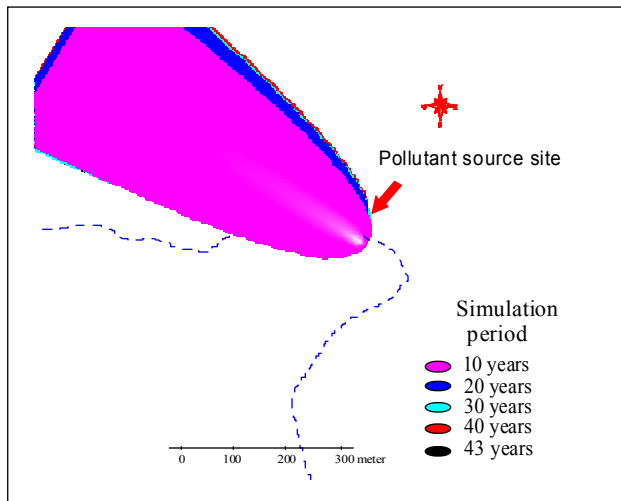 Pollutant source site
Simulation
period
10 years
20 years
30 years
40 years
43 years
0 100 200 300 meter